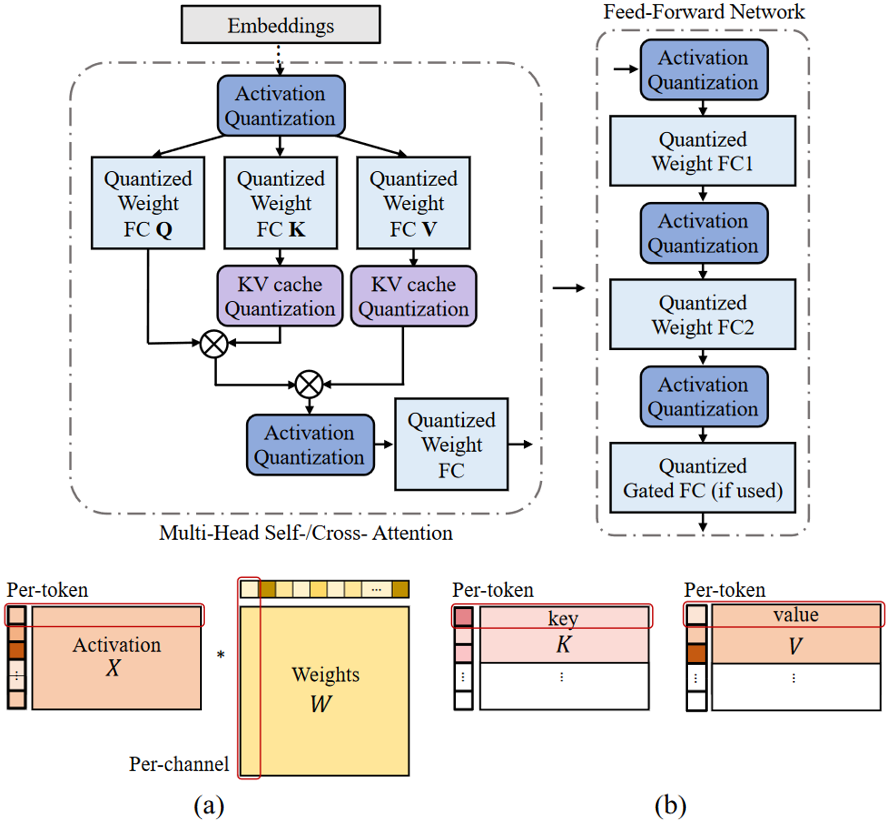 Embeddings
Activation
Quantization
Quantized
Weight
FC Q
Quantized
Weight
FC K
Quantized
Weight
FC V
KV cache
Quantization
KV cache
Quantization
Activation
Quantization
Quantized
Weight
FC
Multi-Head Self-/Cross- Attention
Feed-Forward Network
Activation
Quantization
Quantized
Weight FC1
Activation
Quantization
Quantized
Weight FC2
Activation
Quantization
Quantized
Gated FC (if used)
Per-token
Activation
X
*
Weights
W
Per-channel
(a)
Per-token
key
K
Per-token
value
V
(b)